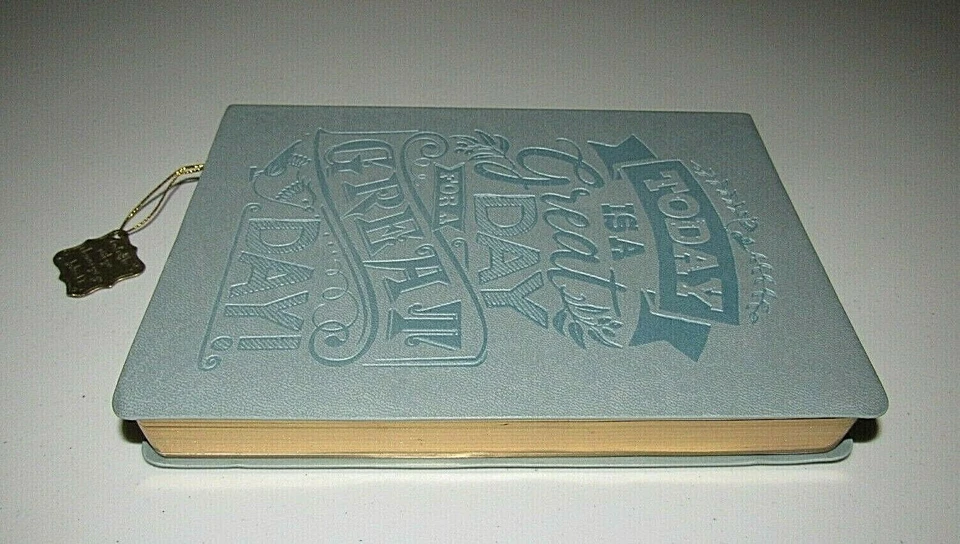 TODAY
IS A
Great
DAY
FOR A
GREAT
DAY!